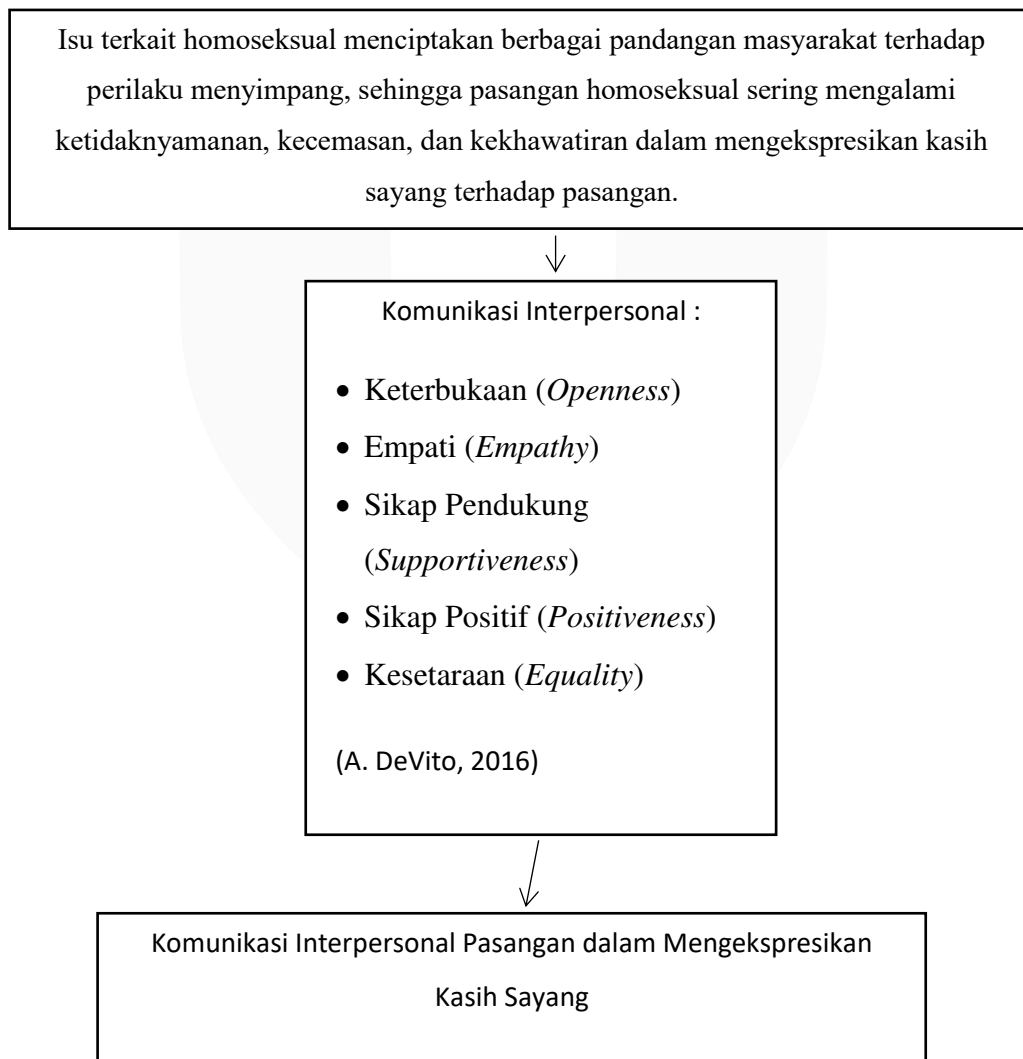 Isu terkait homoseksual menciptakan berbagai pandangan masyarakat terhadap
perilaku menyimpang, sehingga pasangan homoseksual sering mengalami
ketidaknyamanan, kecemasan, dan kekhawatiran dalam mengekspresikan kasih
sayang terhadap pasangan.
Komunikasi Interpersonal :
• Keterbukaan (Openness)
• Empati (Empathy)
• Sikap Pendukung
(Supportiveness)
• Sikap Positif (Positiveness)
• Kesetaraan (Equality)
(A. DeVito, 2016)
Komunikasi Interpersonal Pasangan dalam Mengekspresikan
Kasih Sayang